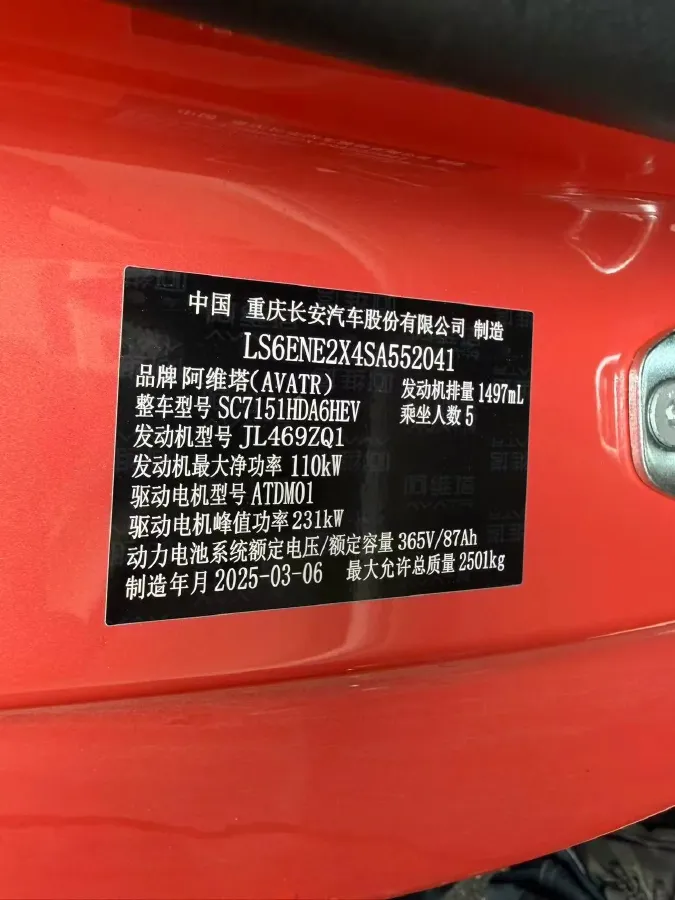 中国 重庆长安汽车股份有限公司 制造
LS6ENE2X4SA552041
品牌 阿维塔(AVATR) 发动机排量 1497mL
整车型号 SC7151HDA6HEV 乘坐人数 5
发动机型号 JL469ZQ1
发动机最大净功率 110kW
驱动电机型号 ATDM01
驱动电机峰值功率 231kW
动力电池系统额定电压/额定容量 365V/87Ah
制造年月 2025-03-06 最大允许总质量 2501kg